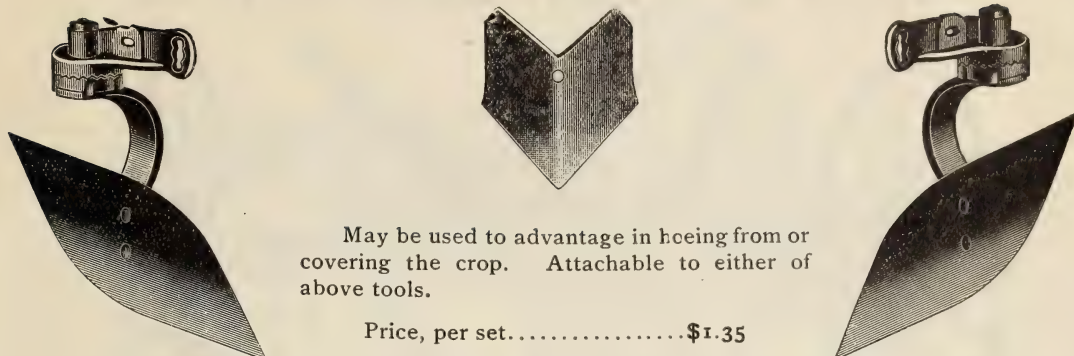 May be used to advantage in hceing from or
covering the crop. Attachable to either of
above tools.
Price, per set.................$1.35